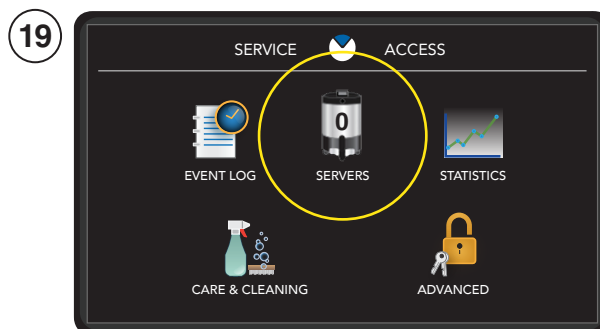 19
SERVICE ACCESS
0
EVENT LOG SERVERS STATISTICS
CARE & CLEANING ADVANCED